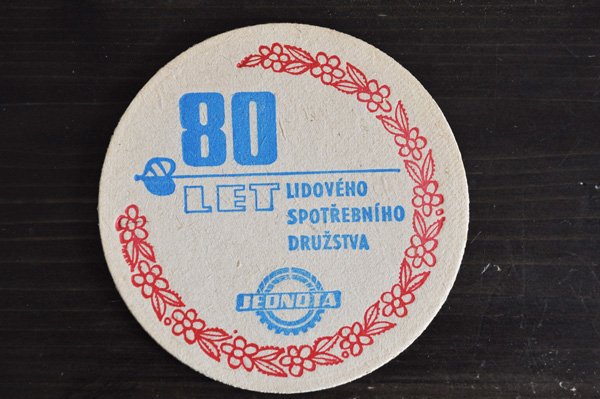 80
LET LIDOVÉHO
SPOTŘEBNÍHO
DRUŽSTVA
JEDNOTA